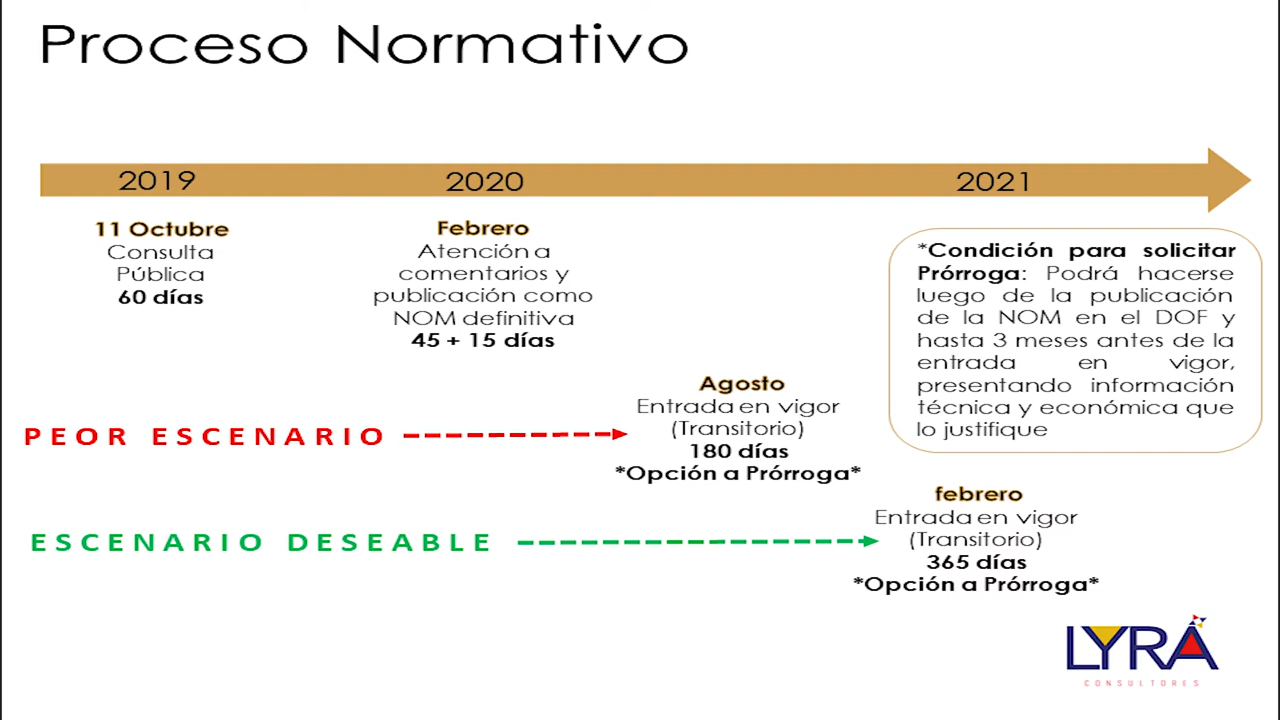 Proceso Normativo
2019
2020
2021
11 Octubre
Consulta
Pública
60 días
Febrero
Atención a
comentarios y
publicación como
NOM definitiva
45 + 15 días
*Condición para solicitar
Prórroga: Podrá hacerse
luego de la publicación
de la NOM en el DOF y
hasta 3 meses antes de la
entrada en vigor,
presentando información
técnica y económica que
lo justifique
PEOR ESCENARIO
Agosto
Entrada en vigor
(Transitorio)
180 días
*Opción a Prórroga*
ESCENARIO DESEABLE
febrero
Entrada en vigor
(Transitorio)
365 días
*Opción a Prórroga*
LYRA
CONSULTORES